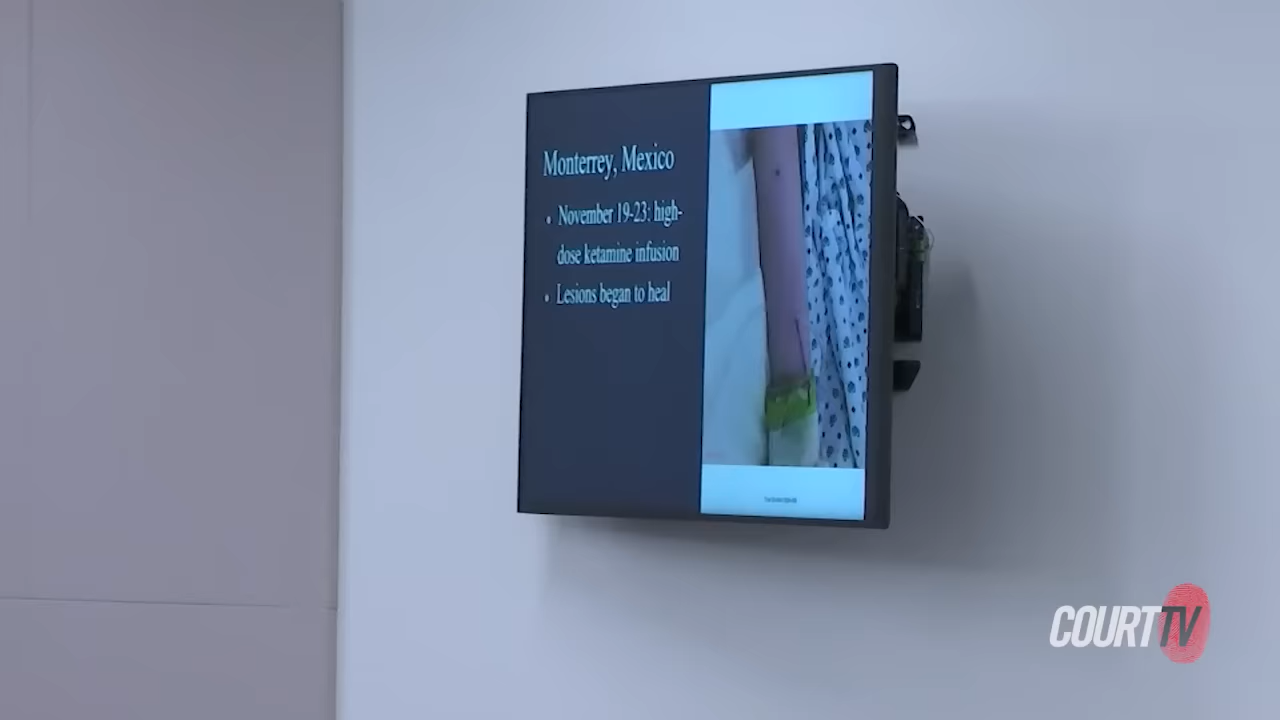 Monterrey, Mexico
• November 19-23: high-
dose ketamine infusion
• Lesions began to heal
COURT TV